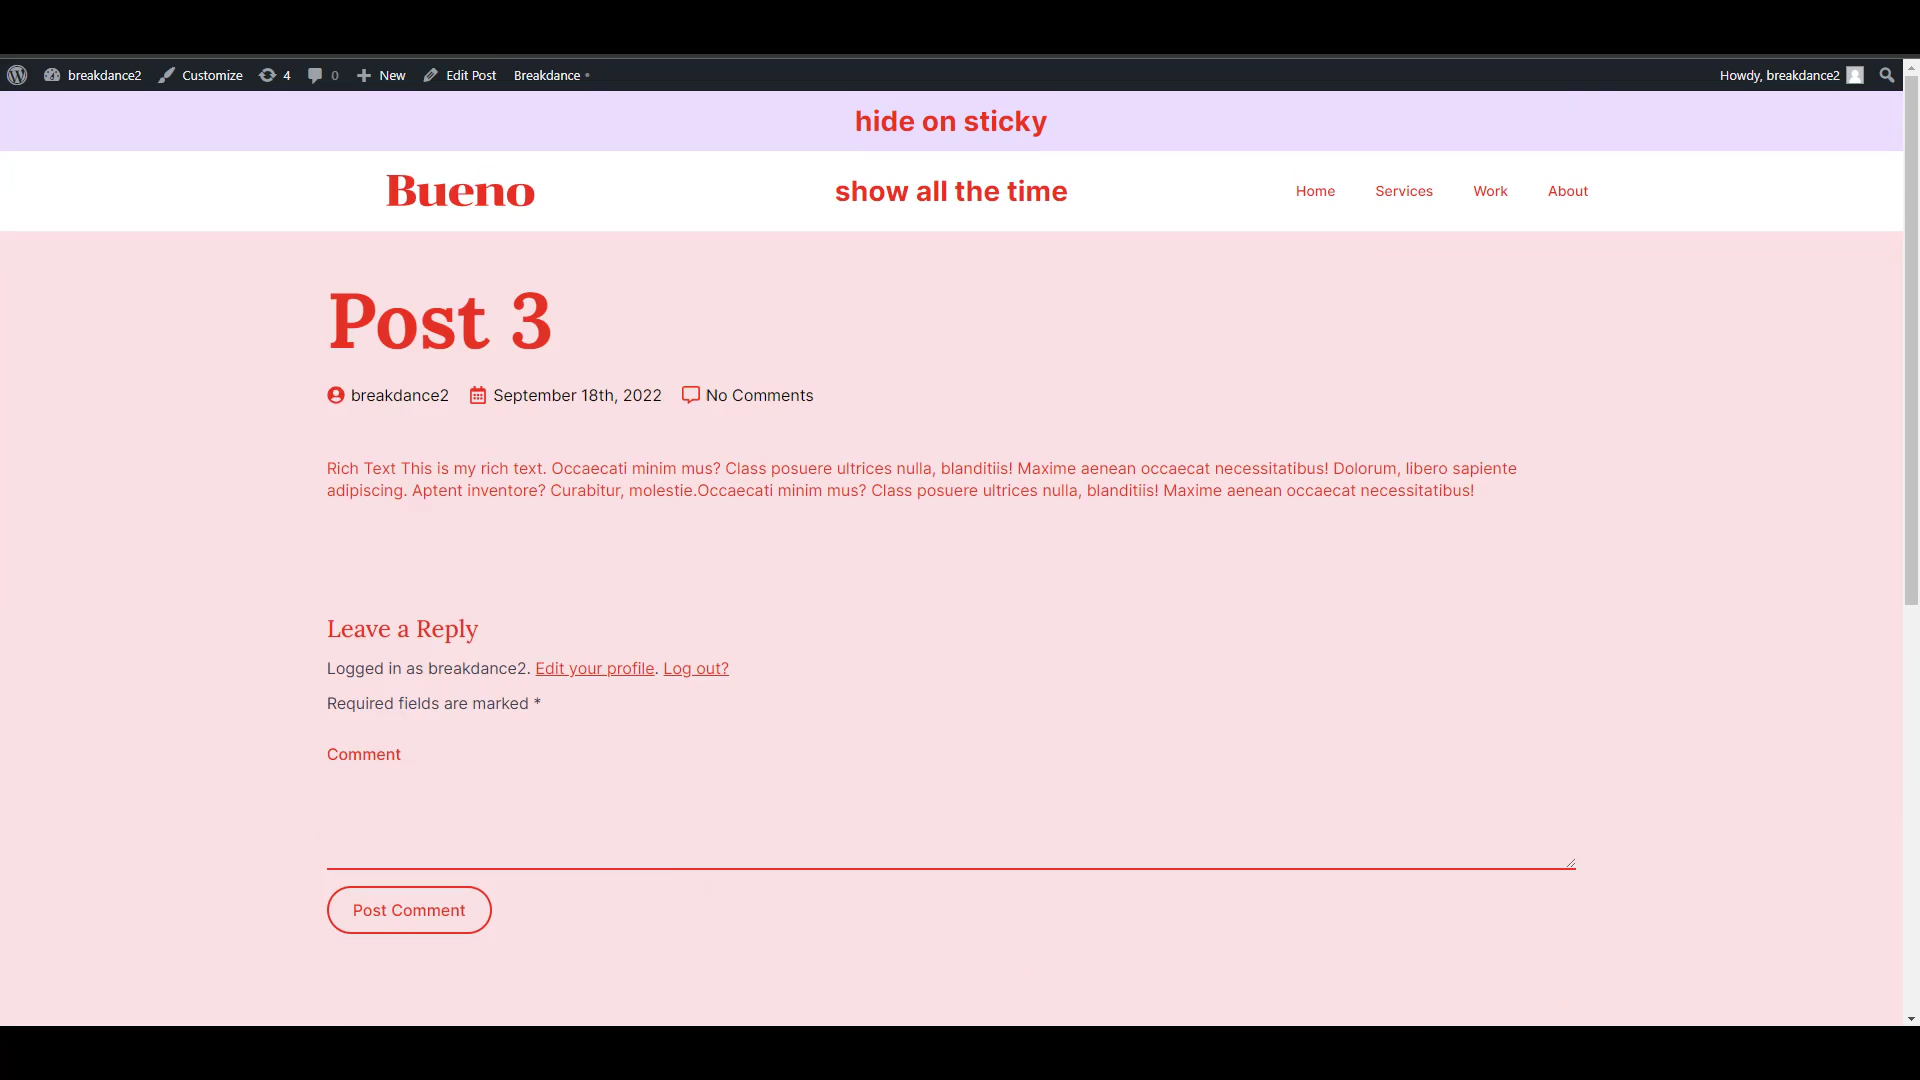 breakdance2 Customize 4 0 New Edit Post Breakdance Howdy, breakdance2
hide on sticky
Bueno show all the time Home Services Work About
Post 3
breakdance2 September 18th, 2022 No Comments
Rich Text This is my rich text. Occaecati minim mus? Class posuere ultrices nulla, blanditiis! Maxime aenean occaecat necessitatibus! Dolorum, libero sapiente
adipiscing. Aptent inventore? Curabitur, molestie.Occaecati minim mus? Class posuere ultrices nulla, blanditiis! Maxime aenean occaecat necessitatibus!
Leave a Reply
Logged in as breakdance2. Edit your profile. Log out?
Required fields are marked *
Comment
Post Comment